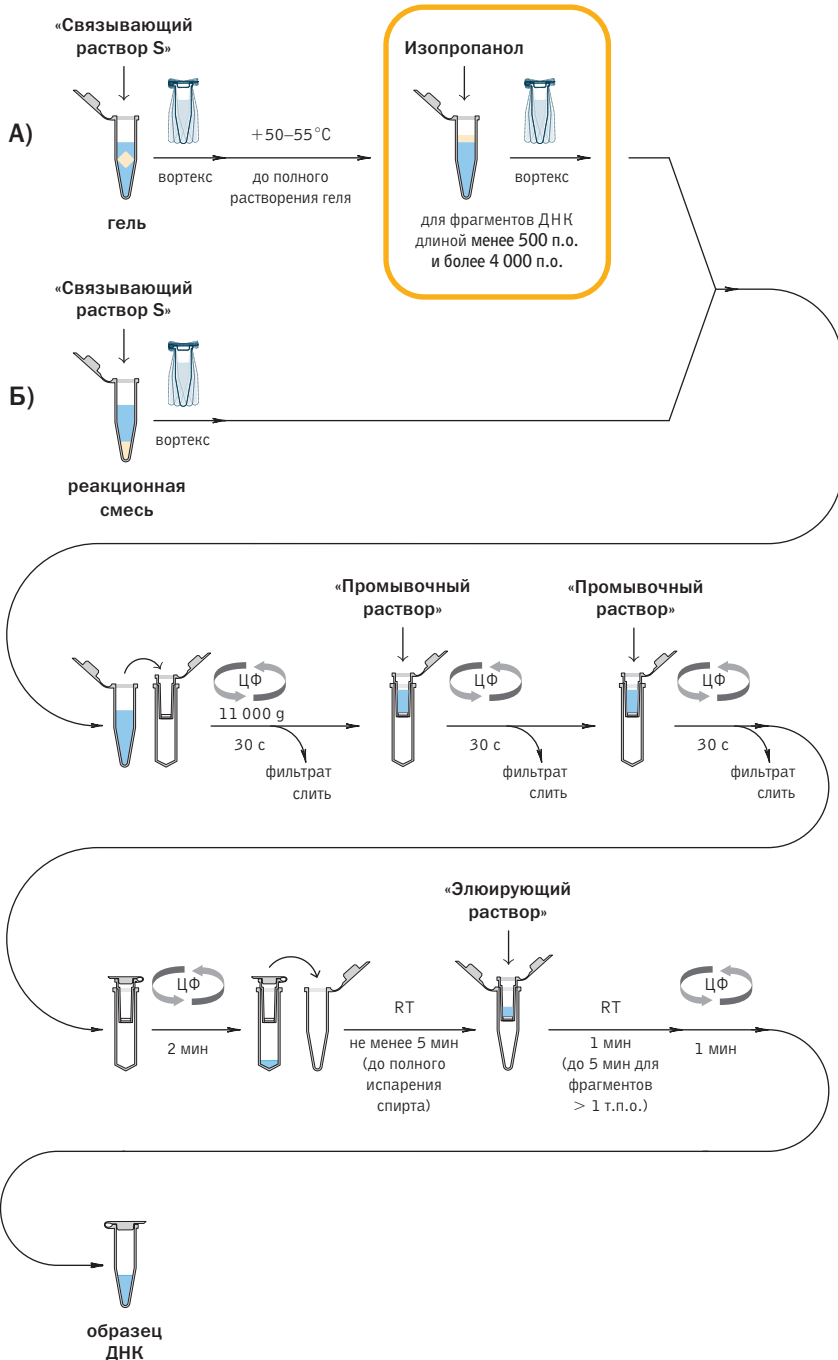 «Связывающий
раствор S»
Изопропанол
А)
+50–55°C
вортекс
до полного
растворения геля
вортекс
гель
для фрагментов ДНК
длиной менее 500 п.о.
и более 4 000 п.о.
«Связывающий
раствор S»
Б)
вортекс
реакционная
смесь
«Промывочный
раствор»
«Промывочный
раствор»
ЦФ
ЦФ
ЦФ
11 000 g
30 с
30 с
30 с
фильтрат
слить
фильтрат
слить
фильтрат
слить
«Элюирующий
раствор»
ЦФ
ЦФ
RT
RT
2 мин
не менее 5 мин
(до полного
испарения
спирта)
1 мин
(до 5 мин для
фрагментов
> 1 т.п.о.)
1 мин
образец
ДНК